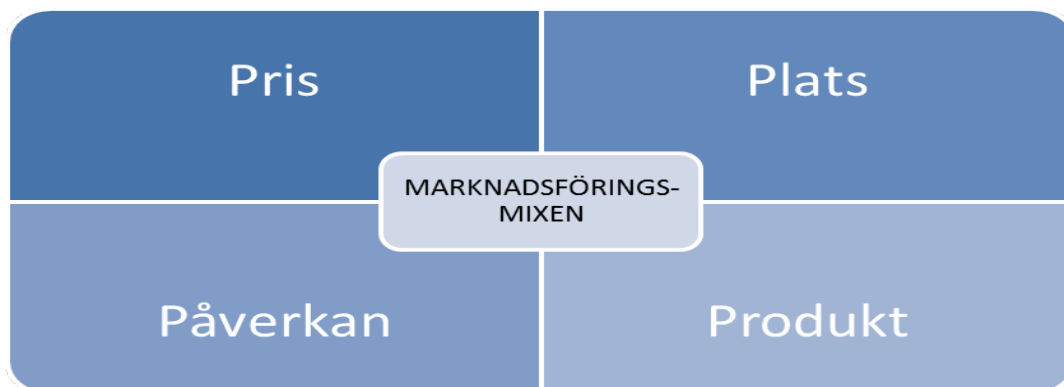 Pris
Plats
MARKNADSFÖRINGS-
MIXEN
Påverkan
Produkt